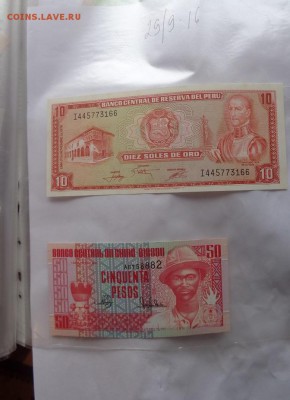 COINS.LAVE.RU
25/9-16
BANCO CENTRAL DE RESERVA DEL PERU
10
I445773166
10
I445773166
DIEZ SOLES DE ORO
10
10
BANCO CENTRAL DA GUINÉ-BISSAU
50
CINQUENTA
PESOS
50